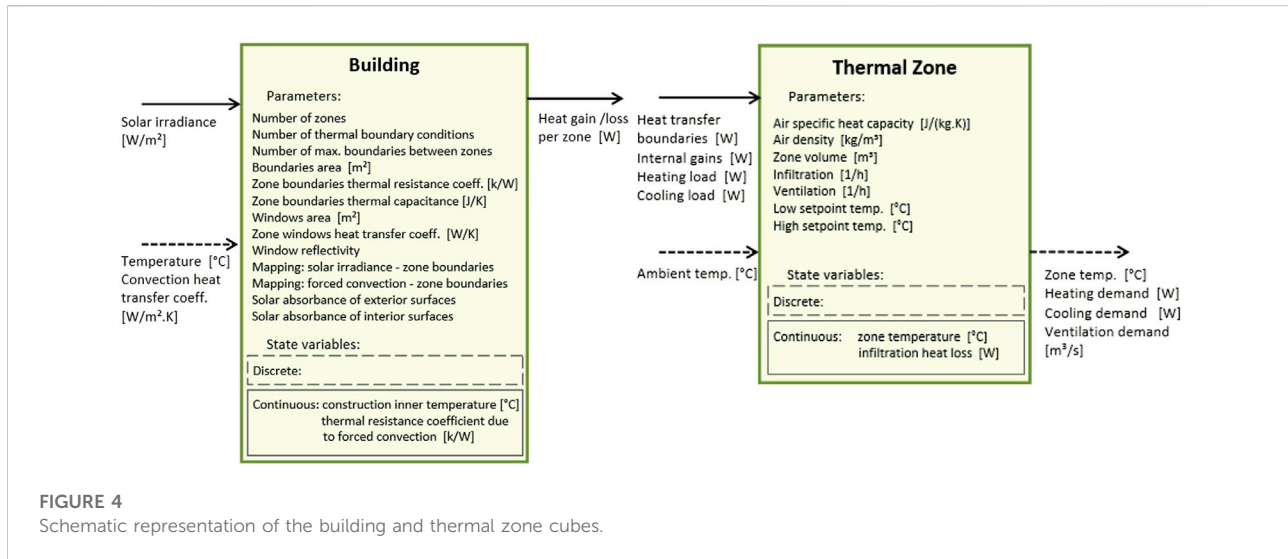 Building
Parameters:
Number of zones
Number of thermal boundary conditions
Number of max. boundaries between zones
Boundaries area [m²]
Zone boundaries thermal resistance coeff. [k/W]
Zone boundaries thermal capacitance [J/K]
Windows area [m²]
Zone windows heat transfer coeff. [W/K]
Window reflectivity
Mapping: solar irradiance - zone boundaries
Mapping: forced convection - zone boundaries
Solar absorbance of exterior surfaces
Solar absorbance of interior surfaces
State variables:
Discrete:
Continuous: construction inner temperature [°C]
thermal resistance coefficient due
to forced convection [k/W]
Solar irradiance
[W/m²]
Temperature [°C]
Convection heat
transfer coeff.
[W/m².K]
Heat gain /loss
per zone [W]
Heat transfer
boundaries [W]
Internal gains [W]
Heating load [W]
Cooling load [W]
Ambient temp. [°C]
Thermal Zone
Parameters:
Air specific heat capacity [J/(kg.K)]
Air density [kg/m³]
Zone volume [m³]
Infiltration [1/h]
Ventilation [1/h]
Low setpoint temp. [°C]
High setpoint temp. [°C]
State variables:
Discrete:
Continuous: zone temperature [°C]
infiltration heat loss [W]
Zone temp. [°C]
Heating demand [W]
Cooling demand [W]
Ventilation demand
[m³/s]
FIGURE 4
Schematic representation of the building and thermal zone cubes.